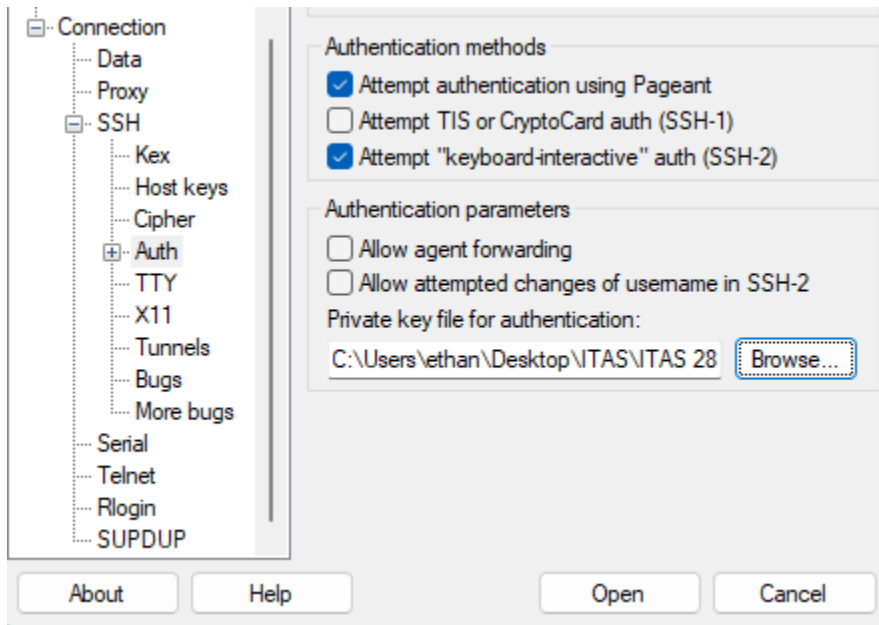 Connection
Data
Proxy
SSH
Kex
Host keys
Cipher
Auth
TTY
X11
Tunnels
Bugs
More bugs
Serial
Telnet
Rlogin
SUPDUP
Authentication methods
Attempt authentication using Pageant
Attempt TIS or CryptoCard auth (SSH-1)
Attempt "keyboard-interactive" auth (SSH-2)
Authentication parameters
Allow agent forwarding
Allow attempted changes of username in SSH-2
Private key file for authentication:
C:\Users\ethan\Desktop\ITAS\ITAS 28
Browse...
About
Help
Open
Cancel